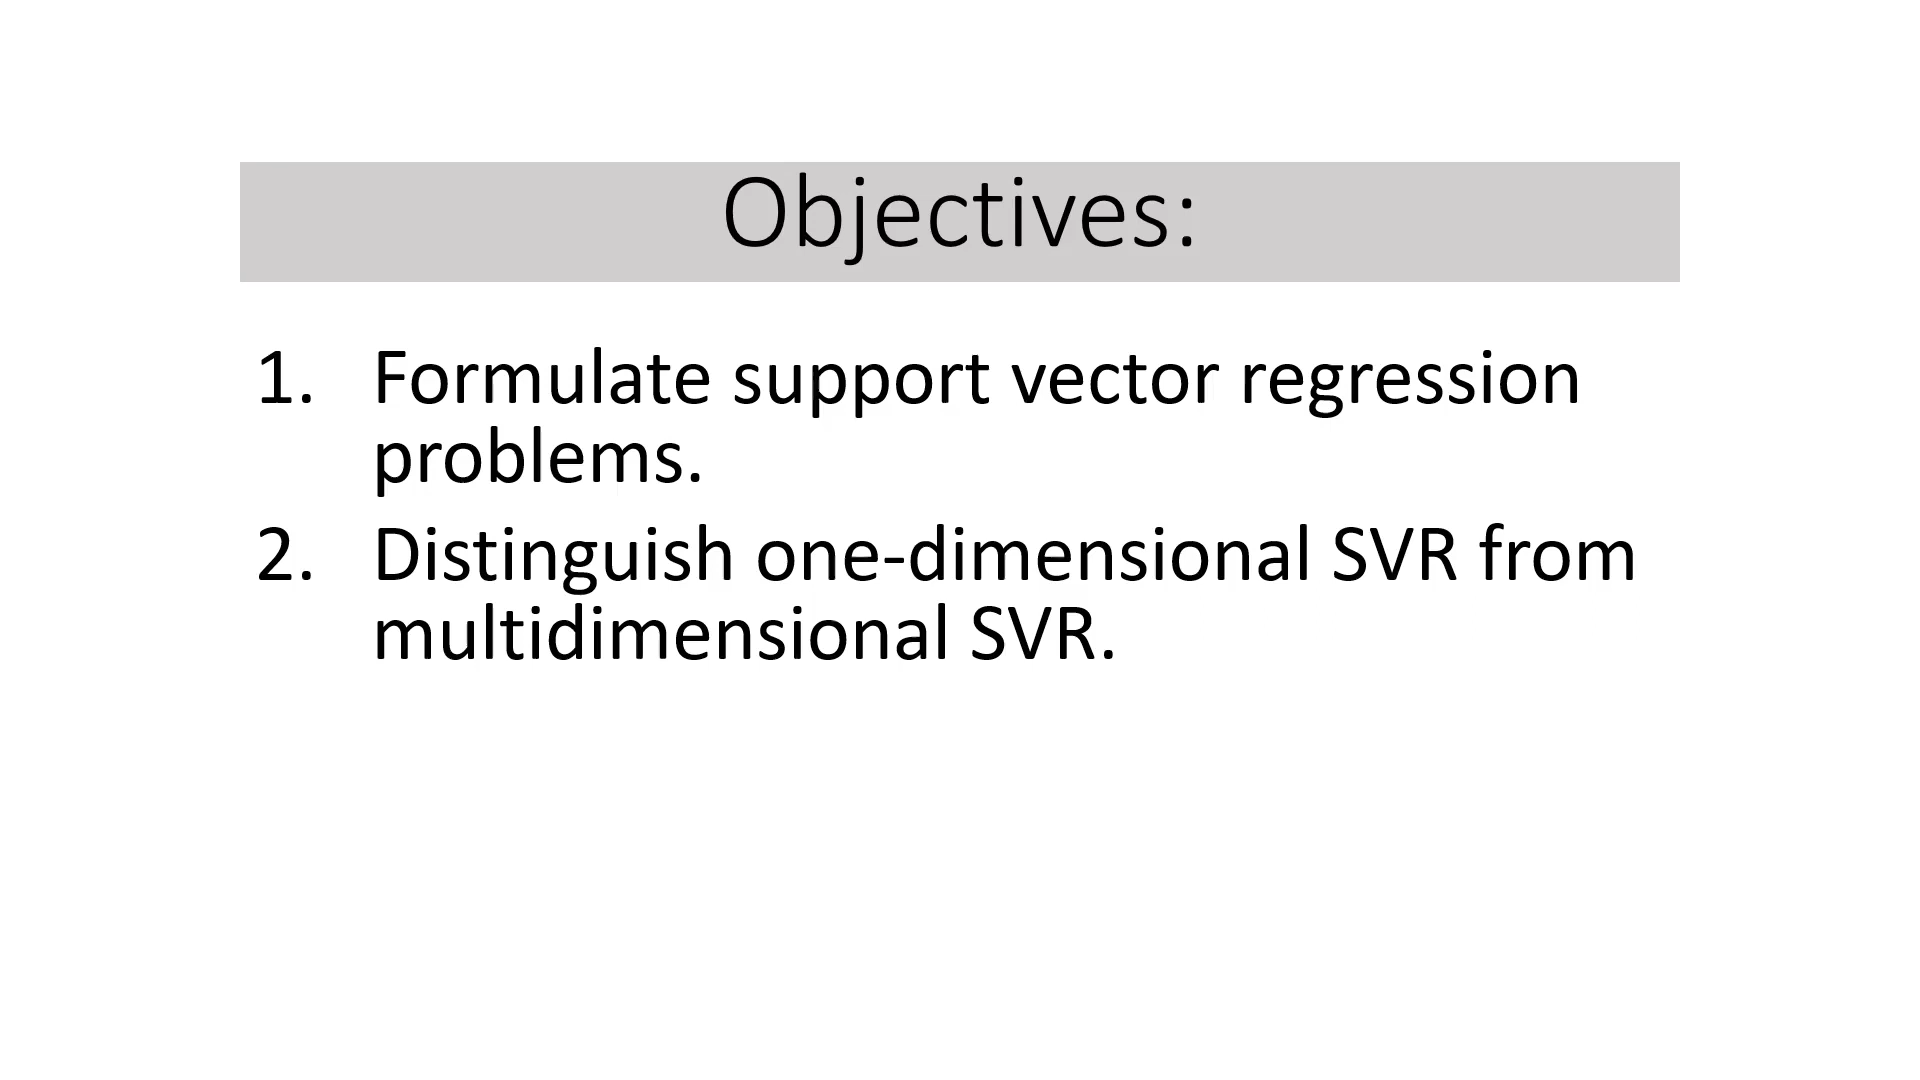 Objectives:
1. Formulate support vector regression
problems.
2. Distinguish one-dimensional SVR from
multidimensional SVR.